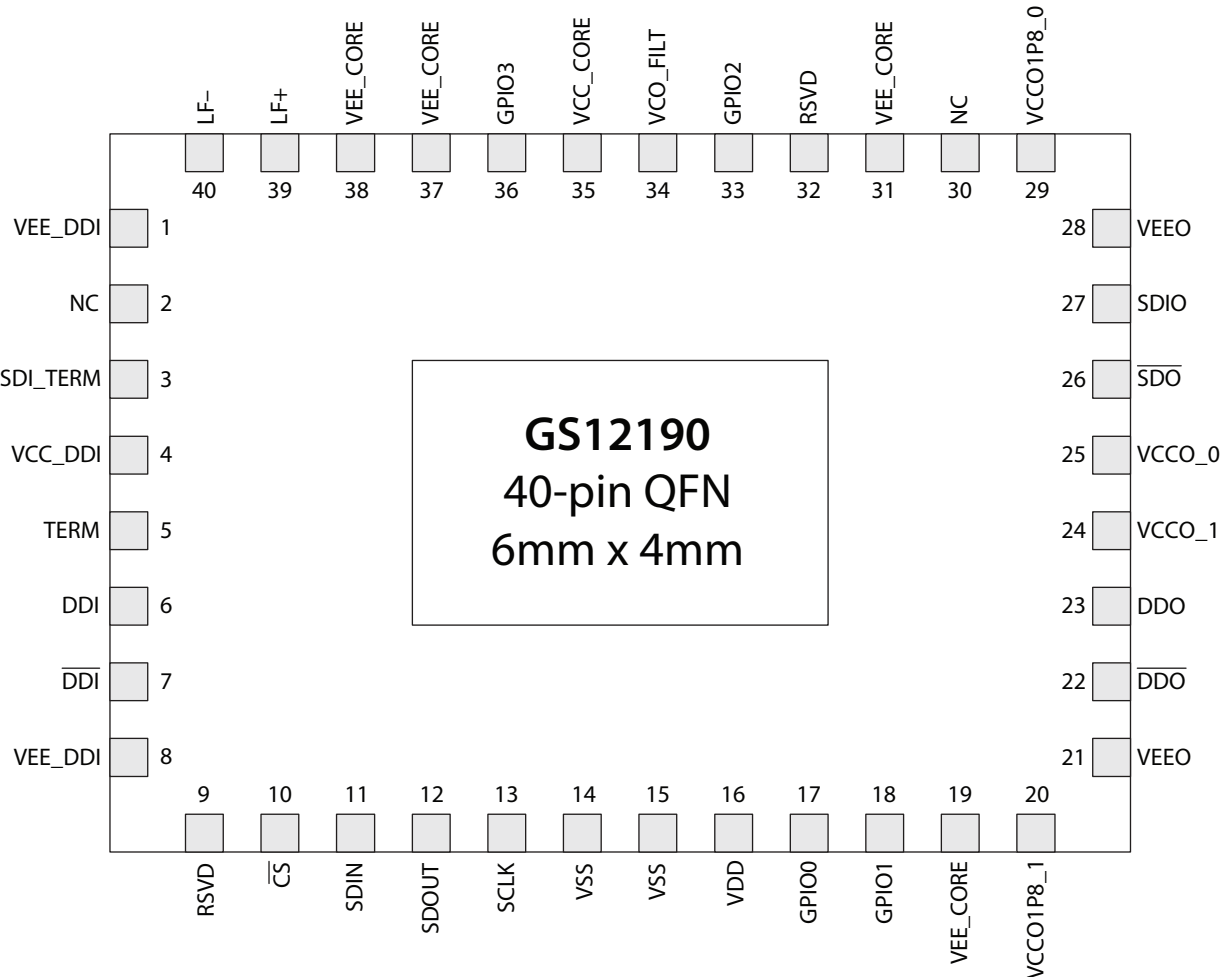 LF–
LF+
VEE_CORE
VEE_CORE
GPIO3
VCC_CORE
VCO_FILT
GPIO2
RSVD
VEE_CORE
NC
VCCO1P8_0
40 39 38 37 36 35 34 33 32 31 30 29
VEE_DDI 1
28 VEEO
NC 2
27 SDIO
SDI_TERM 3
26 S̅D̅O̅
VCC_DDI 4
25 VCCO_0
TERM 5
24 VCCO_1
DDI 6
23 DDO
D̅D̅I̅ 7
22 D̅D̅O̅
VEE_DDI 8
21 VEEO
GS12190
40-pin QFN
6mm x 4mm
9 10 11 12 13 14 15 16 17 18 19 20
RSVD
C̅S̅
SDIN
SDOUT
SCLK
VSS
VSS
VDD
GPIO0
GPIO1
VEE_CORE
VCCO1P8_1